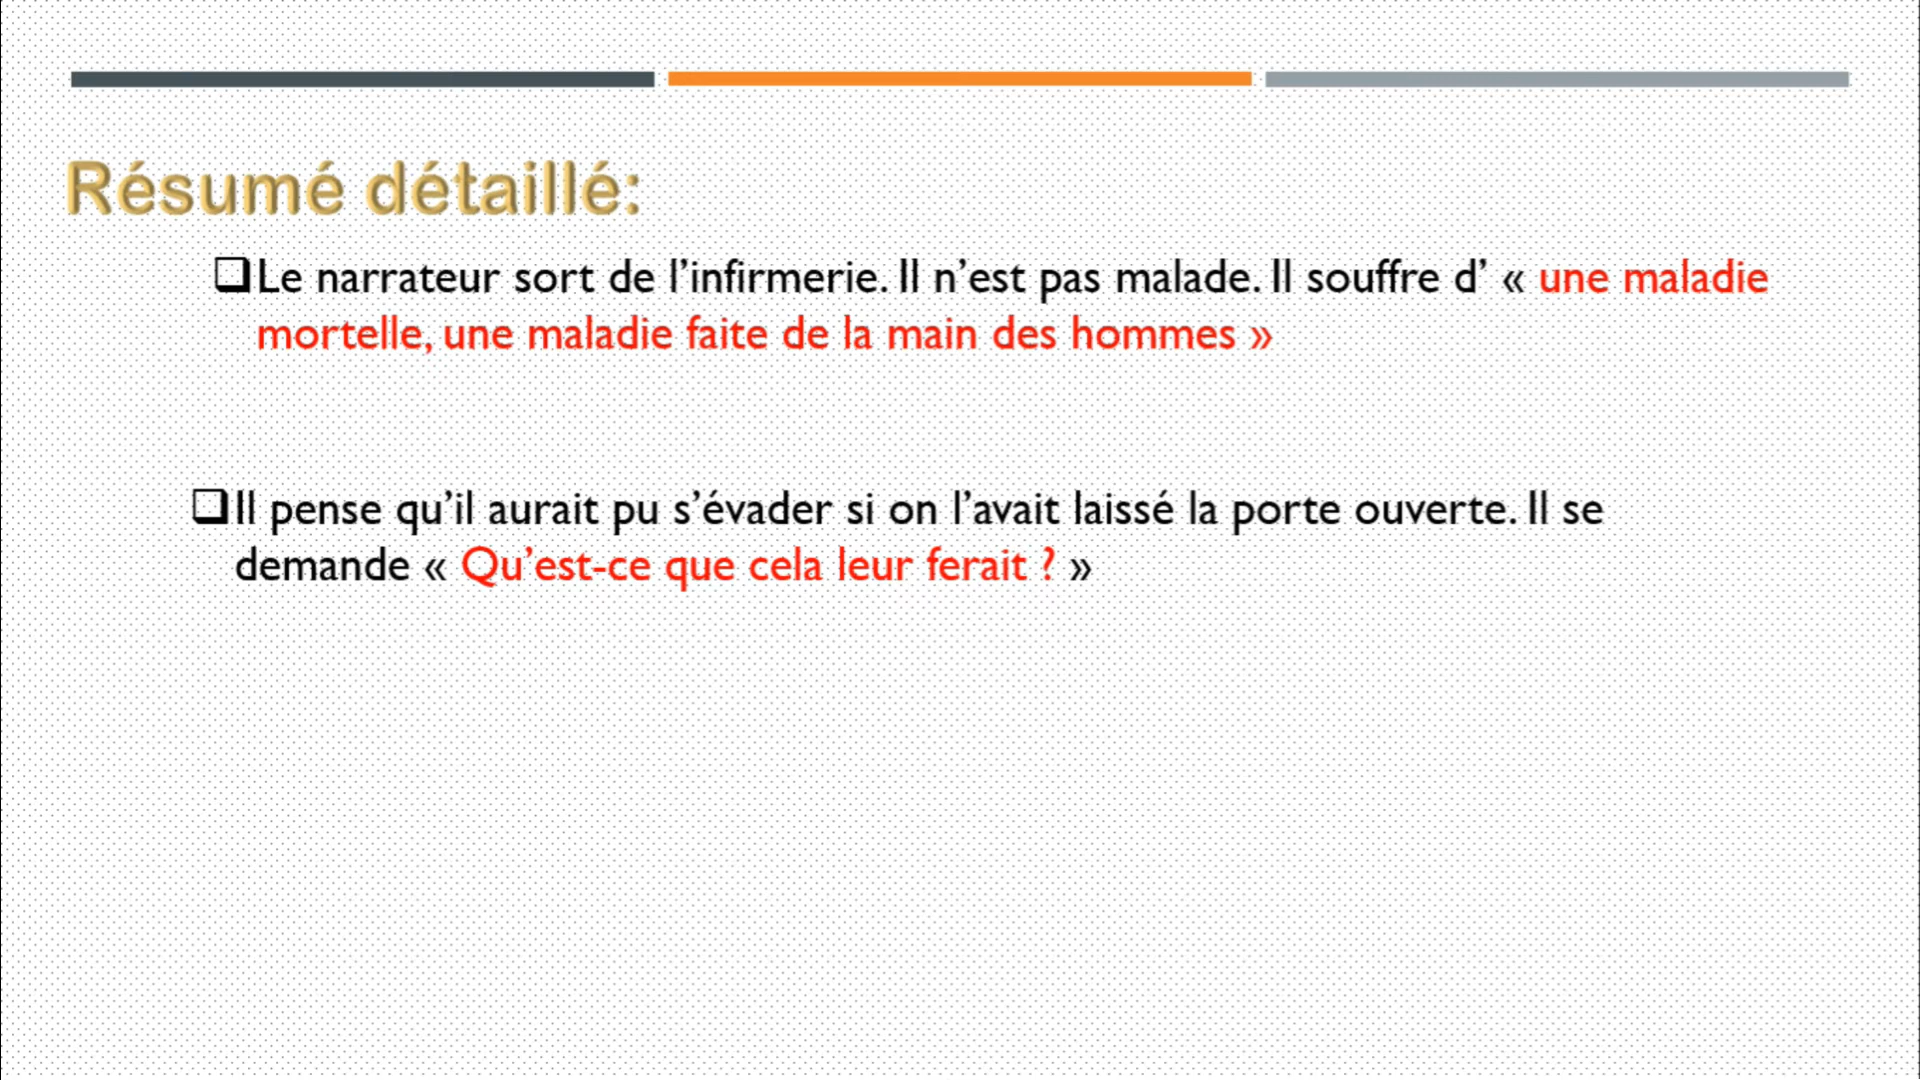 Résumé détaillé:
❑Le narrateur sort de l’infirmerie. Il n’est pas malade. Il souffre d’ « une maladie
mortelle, une maladie faite de la main des hommes »
❑Il pense qu’il aurait pu s’évader si on l’avait laissé la porte ouverte. Il se
demande « Qu’est-ce que cela leur ferait ? »